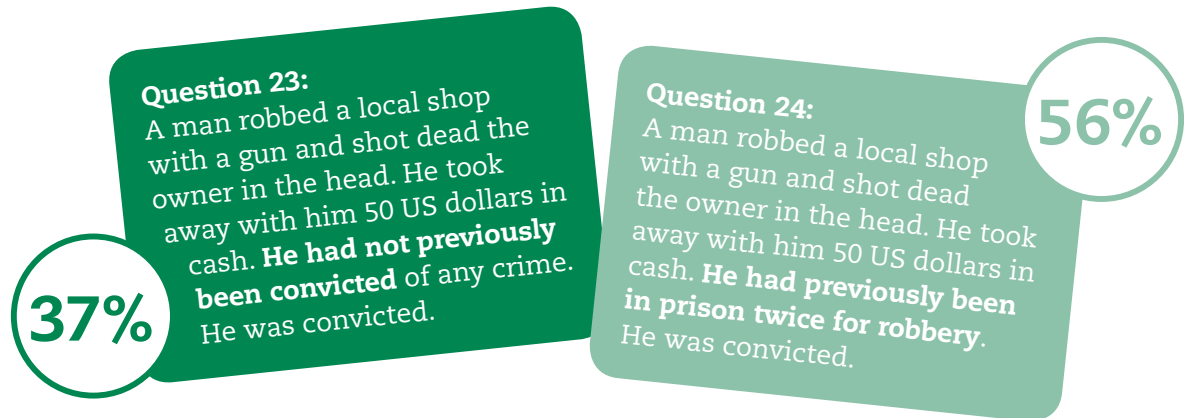 Question 23:
A man robbed a local shop
with a gun and shot dead the
owner in the head. He took
away with him 50 US dollars in
cash. He had not previously
been convicted of any crime.
He was convicted.
37%
Question 24:
A man robbed a local shop
with a gun and shot dead
the owner in the head. He took
away with him 50 US dollars in
cash. He had previously been
in prison twice for robbery.
He was convicted.
56%